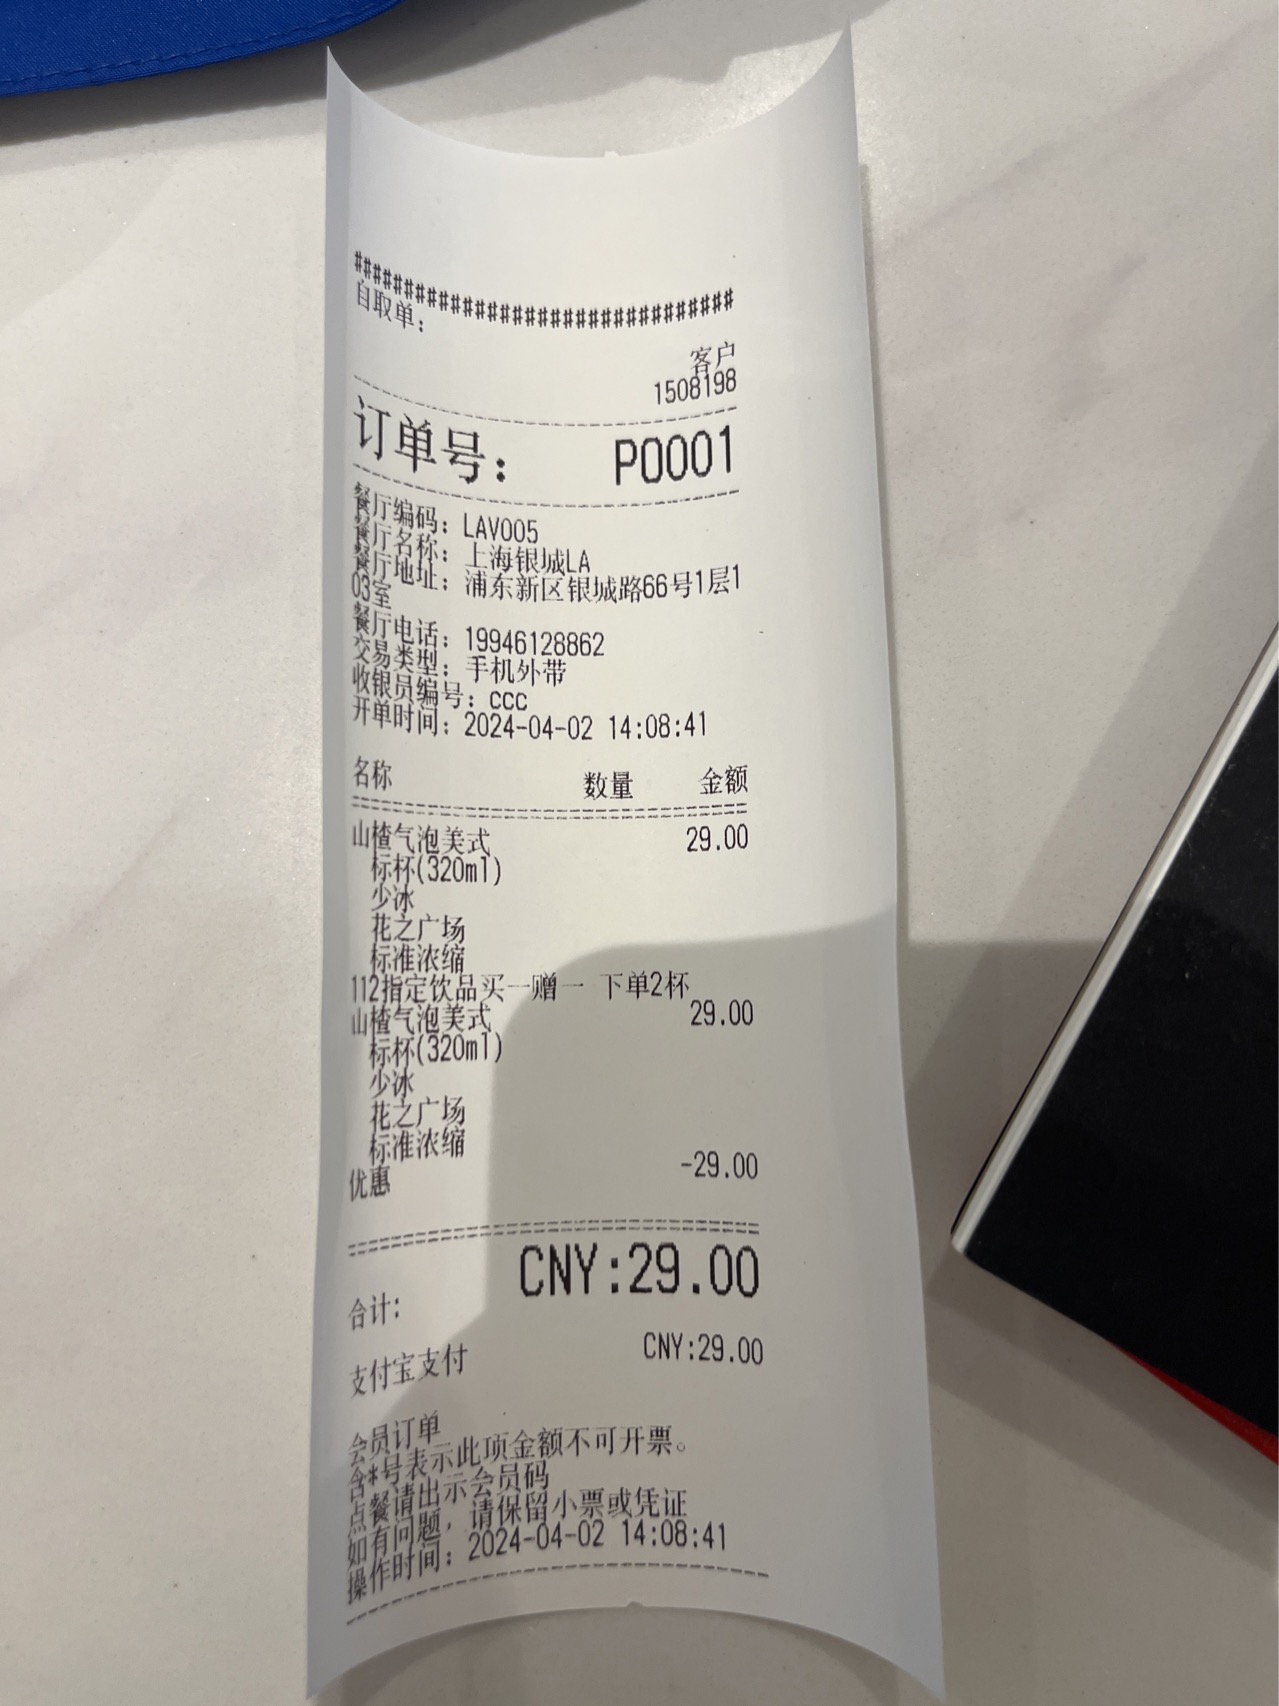 ######################################
自取单：
客户
1508198
订单号： P0001
餐厅编码：LAV005
餐厅名称：上海银城LA
餐厅地址：浦东新区银城路66号1层1
03室
餐厅电话：19946128862
交易类型：手机外带
收银员编号：ccc
开单时间：2024-04-02 14:08:41
名称 数量 金额
山楂气泡美式 29.00
标杯(320ml)
少冰
花之广场
标准浓缩
112指定饮品买一赠一 下单2杯
山楂气泡美式 29.00
标杯(320ml)
少冰
花之广场
标准浓缩
优惠 -29.00
合计: CNY:29.00
支付宝支付 CNY:29.00
会员订单
含*号表示此项金额不可开票。
点餐请出示会员码
如有问题，请保留小票或凭证
操作时间：2024-04-02 14:08:41